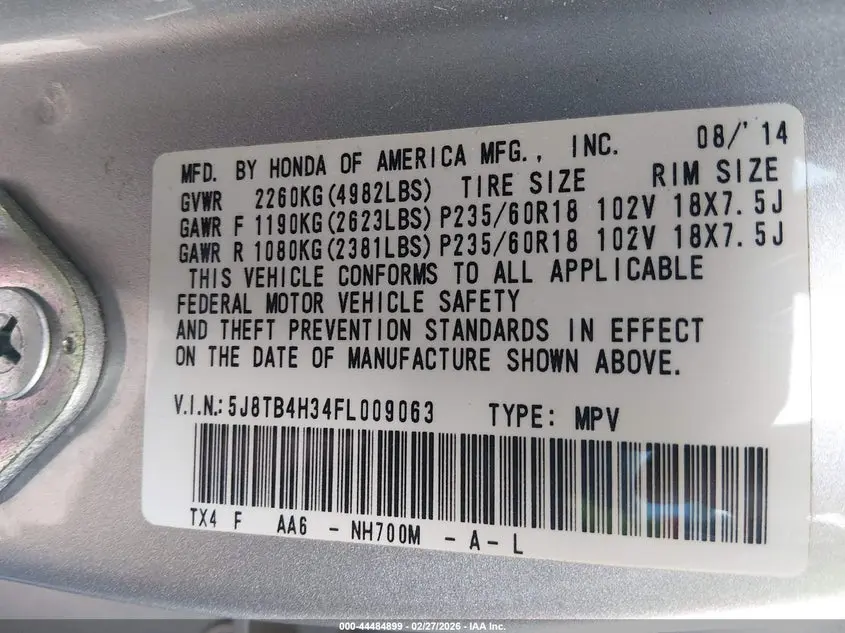 MFD. BY HONDA OF AMERICA MFG., INC. 08/'14
GVWR 2260KG(4982LBS) TIRE SIZE RIM SIZE
GAWR F 1190KG(2623LBS) P235/60R18 102V 18X7.5J
GAWR R 1080KG(2381LBS) P235/60R18 102V 18X7.5J
THIS VEHICLE CONFORMS TO ALL APPLICABLE
FEDERAL MOTOR VEHICLE SAFETY
AND THEFT PREVENTION STANDARDS IN EFFECT
ON THE DATE OF MANUFACTURE SHOWN ABOVE.
V.I.N.: 5J8TB4H34FL009063 TYPE: MPV
TX4 F AA6 - NH700M - A - L
000-44484899 - 02/27/2026 - IAA Inc.